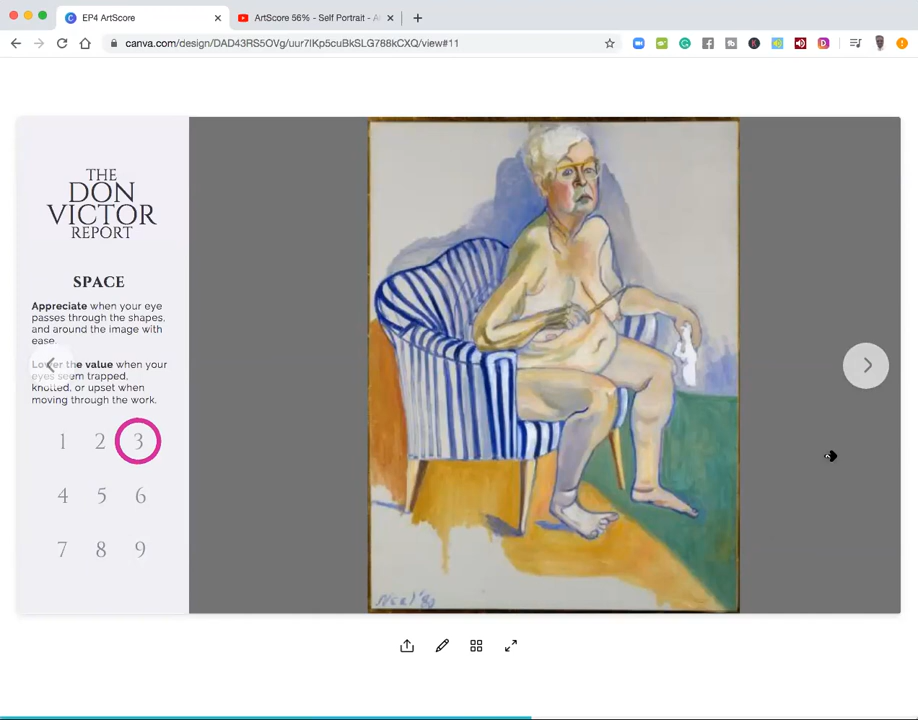 EP4 ArtScore
ArtScore 56% - Self Portrait - A
canva.com/design/DAD43RS5OVg/uur7IKp5cuBkSLG788kCXQ/view#11
THE
DON
VICTOR
REPORT
SPACE
Appreciate when your eye
passes through the shapes,
and around the image with
ease.
Lower the value when your
eyes seem trapped,
knotted, or upset when
moving through the work.
1 2 3
4 5 6
7 8 9
Neel '80